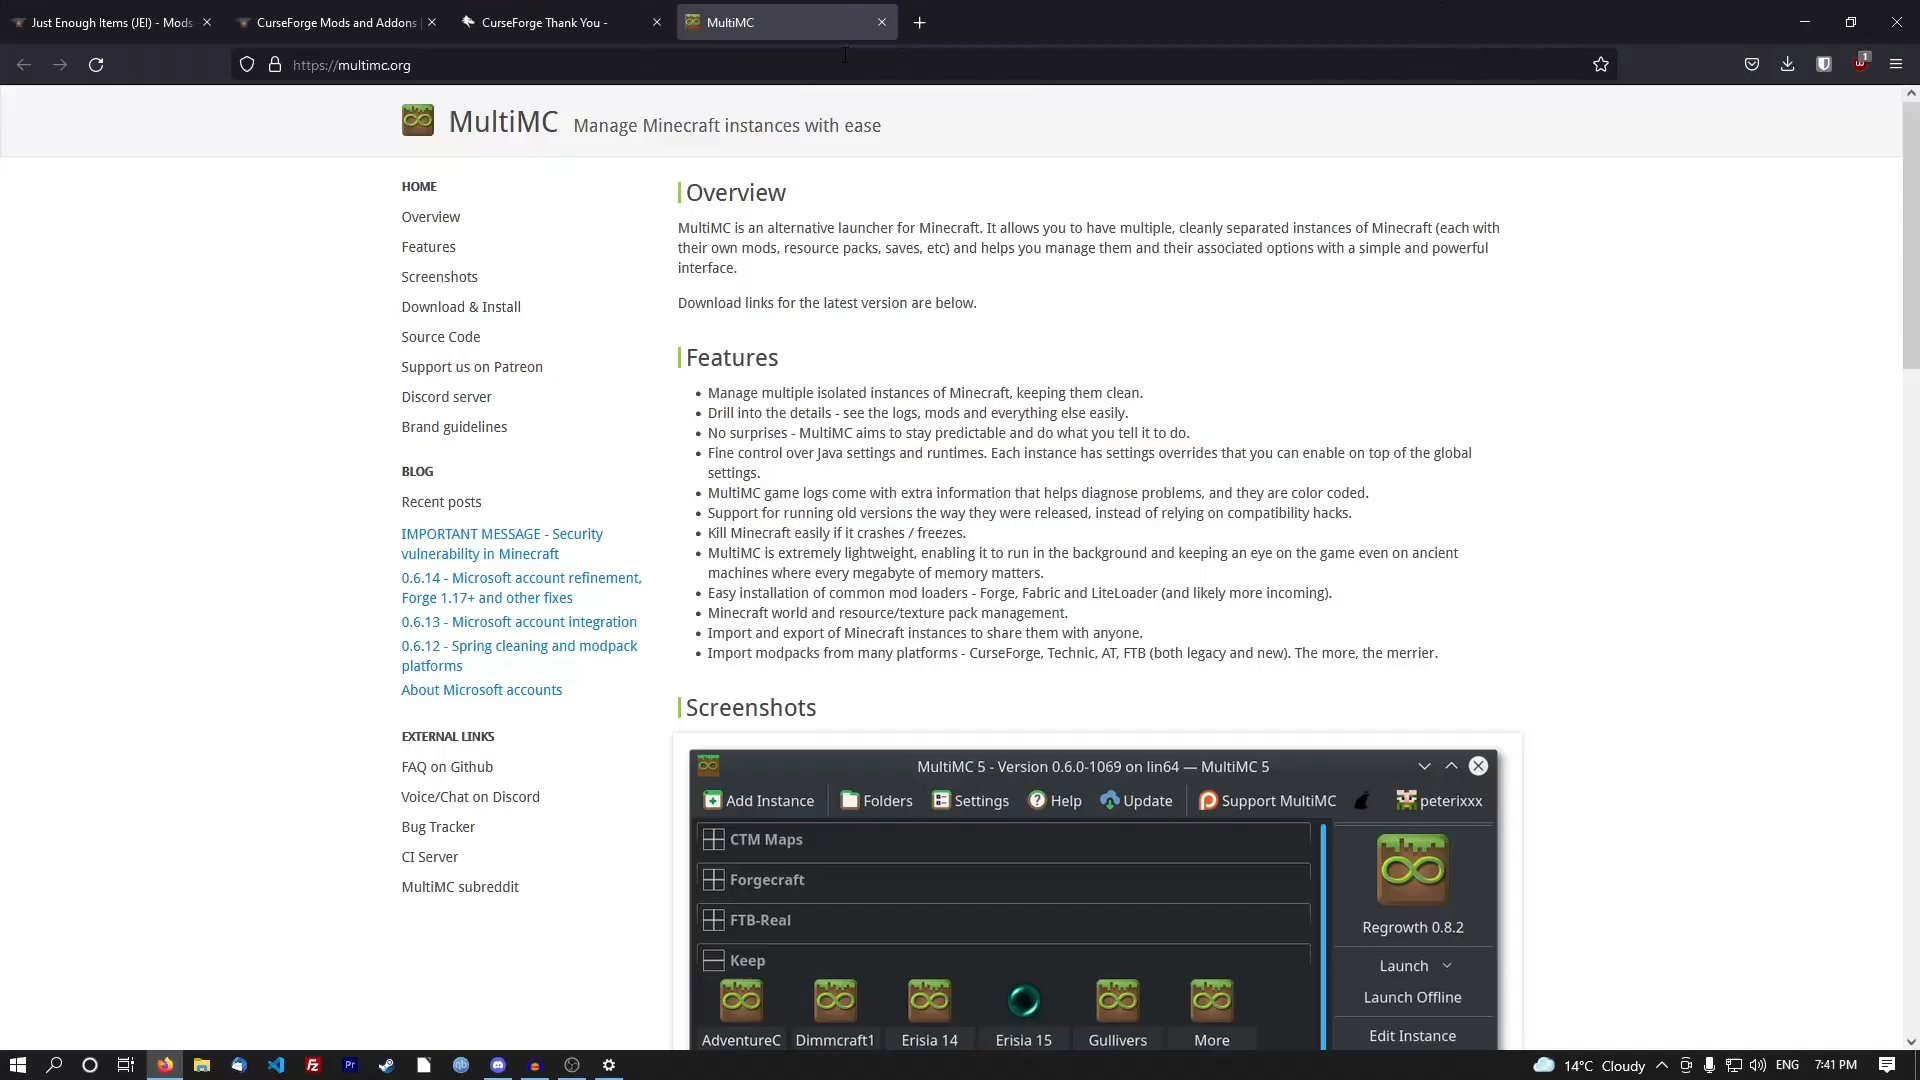 Just Enough Items (JEI) - Mods
CurseForge Mods and Addons
CurseForge Thank You -
MultiMC
https://multimc.org
1
MultiMC Manage Minecraft instances with ease
HOME
Overview
Features
Screenshots
Download & Install
Source Code
Support us on Patreon
Discord server
Brand guidelines
BLOG
Recent posts
IMPORTANT MESSAGE - Security
vulnerability in Minecraft
0.6.14 - Microsoft account refinement,
Forge 1.17+ and other fixes
0.6.13 - Microsoft account integration
0.6.12 - Spring cleaning and modpack
platforms
About Microsoft accounts
EXTERNAL LINKS
FAQ on Github
Voice/Chat on Discord
Bug Tracker
CI Server
MultiMC subreddit
Overview
MultiMC is an alternative launcher for Minecraft. It allows you to have multiple, cleanly separated instances of Minecraft (each with
their own mods, resource packs, saves, etc) and helps you manage them and their associated options with a simple and powerful
interface.
Download links for the latest version are below.
Features
• Manage multiple isolated instances of Minecraft, keeping them clean.
• Drill into the details - see the logs, mods and everything else easily.
• No surprises - MultiMC aims to stay predictable and do what you tell it to do.
• Fine control over Java settings and runtimes. Each instance has settings overrides that you can enable on top of the global
settings.
• MultiMC game logs come with extra information that helps diagnose problems, and they are color coded.
• Support for running old versions the way they were released, instead of relying on compatibility hacks.
• Kill Minecraft easily if it crashes / freezes.
• MultiMC is extremely lightweight, enabling it to run in the background and keeping an eye on the game even on ancient
machines where every megabyte of memory matters.
• Easy installation of common mod loaders - Forge, Fabric and LiteLoader (and likely more incoming).
• Minecraft world and resource/texture pack management.
• Import and export of Minecraft instances to share them with anyone.
• Import modpacks from many platforms - CurseForge, Technic, AT, FTB (both legacy and new). The more, the merrier.
Screenshots
MultiMC 5 - Version 0.6.0-1069 on lin64 — MultiMC 5
Add Instance Folders Settings Help Update Support MultiMC peterixxx
CTM Maps
Forgecraft
FTB-Real
Keep
AdventureC Dimmcraft1 Erisia 14 Erisia 15 Gullivers More
Regrowth 0.8.2
Launch
Launch Offline
Edit Instance
Fz
Pr
qb
14°C Cloudy
ENG
7:41 PM